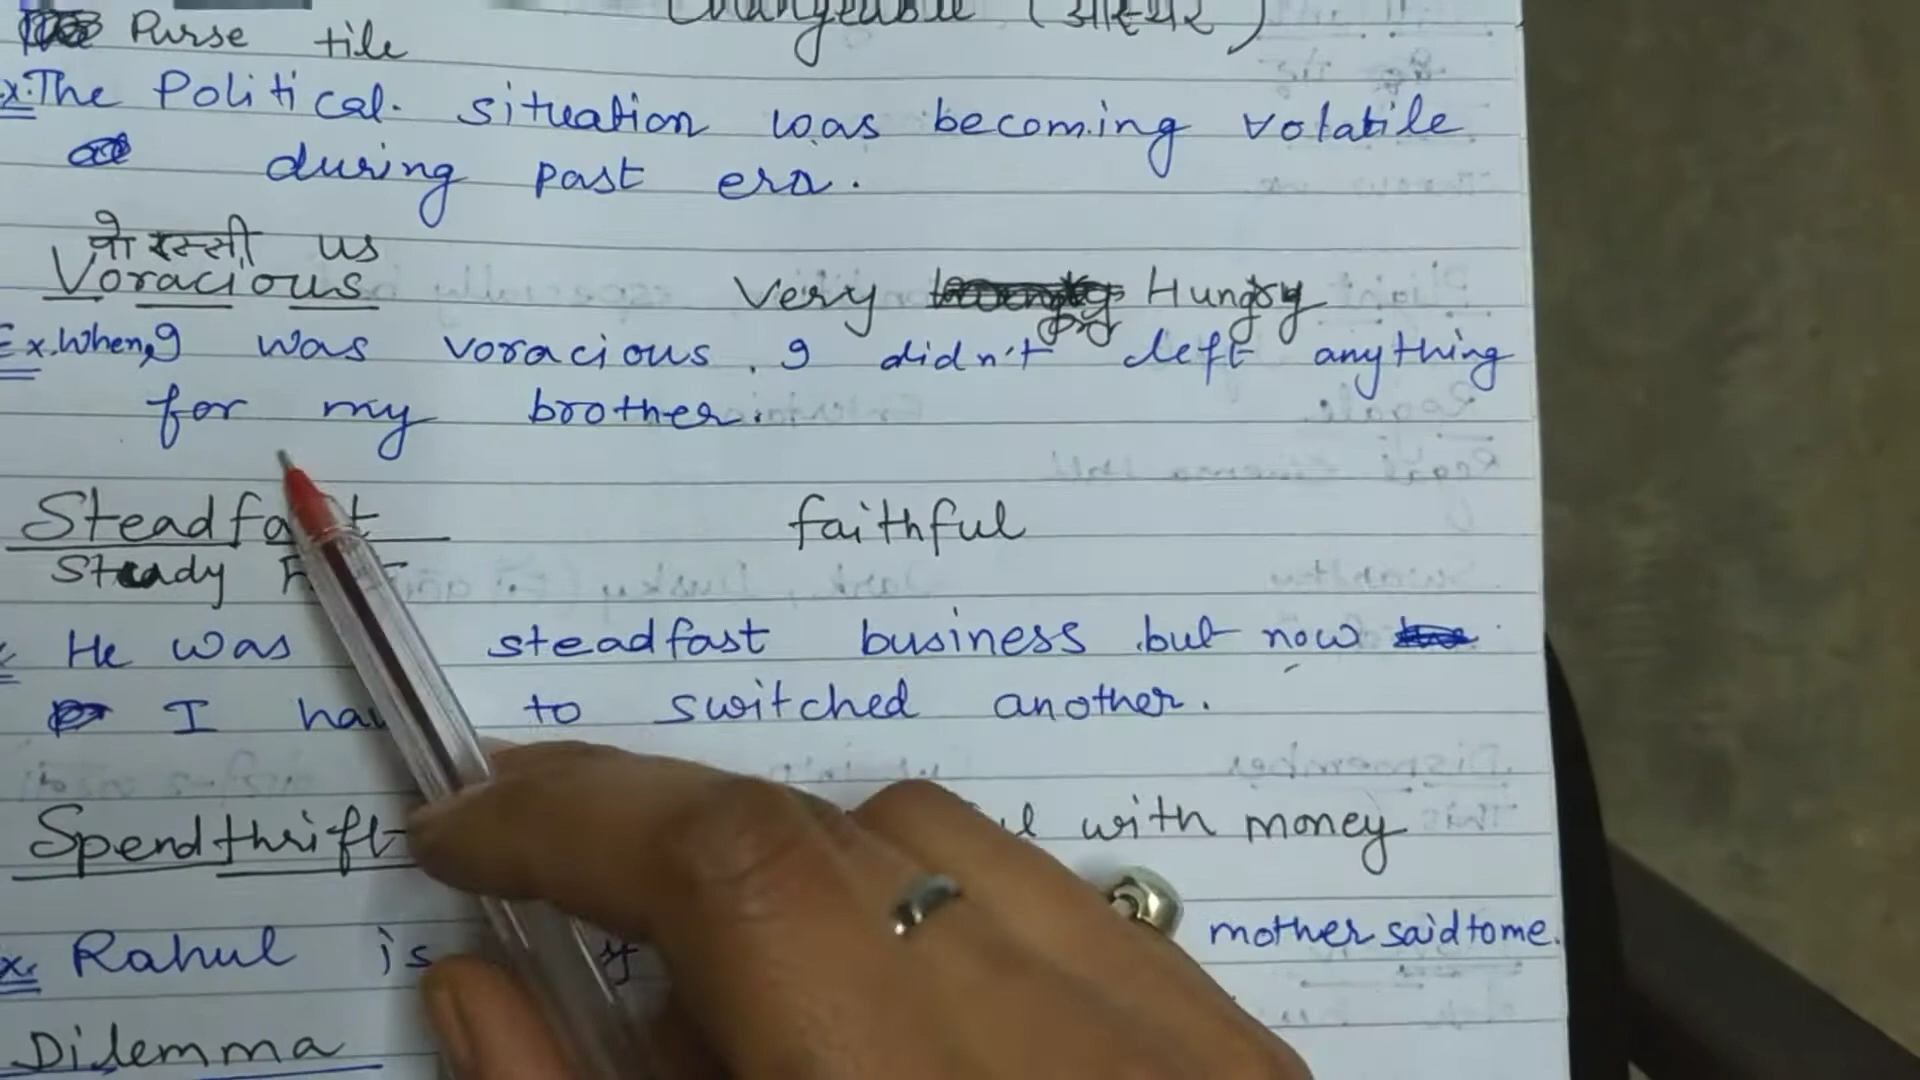 Changeable (अस्थिर)
Purse tile
Ex. The Political situation was becoming volatile
during past era.
वो रस्सी us
Voracious Very Hungry
Ex. When, I was voracious, I didn't left anything
for my brother.
Steadfast faithful
Steady
He was steadfast business but now
I have to switched another.
Spendthrift with money
Ex. Rahul is mother said to me.
Dilemma